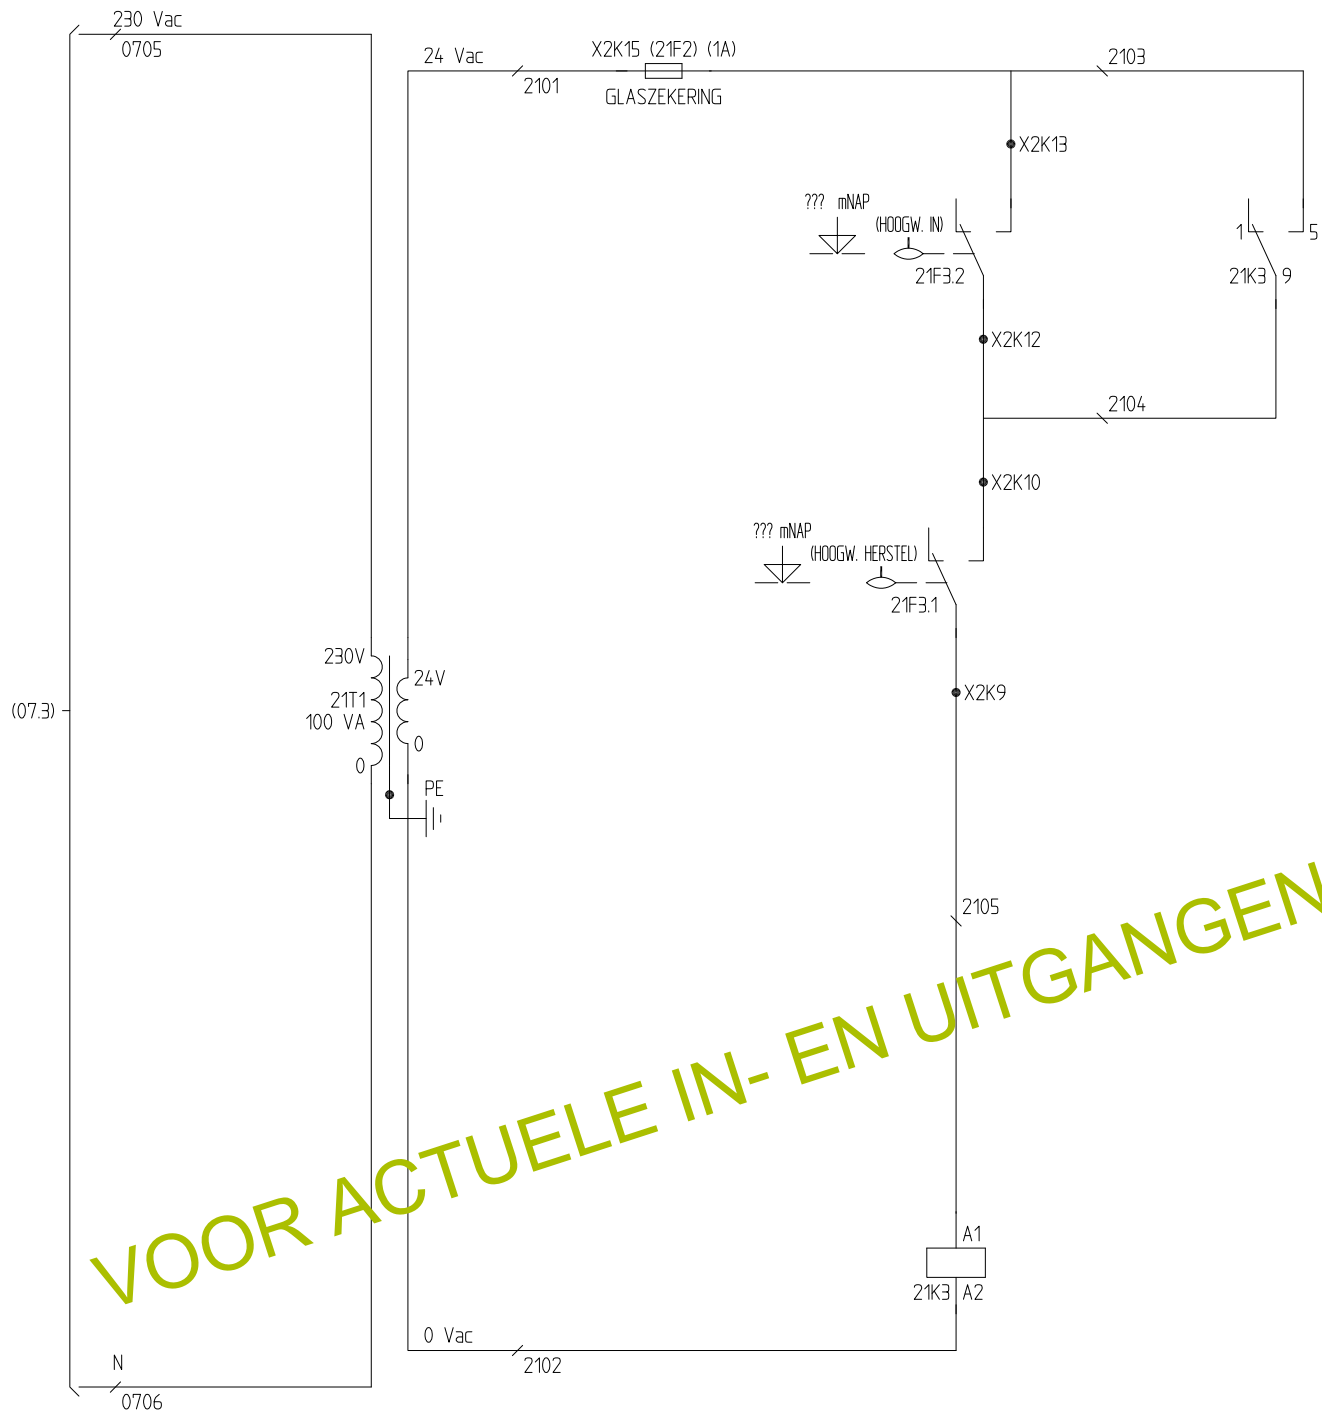 230 Vac
0705
24 Vac
2101
X2K15 (21F2) (1A)
GLASZEKERING
2103
X2K13
??? mNAP
(HOOGW. IN)
21F3.2
1
5
21K3
9
X2K12
2104
X2K10
??? mNAP
(HOOGW. HERSTEL)
21F3.1
230V
24V
21T1
100 VA
0
0
(07.3)
X2K9
PE
2105
VOOR ACTUELE IN- EN UITGANGEN
A1
21K3
A2
0 Vac
2102
N
0706